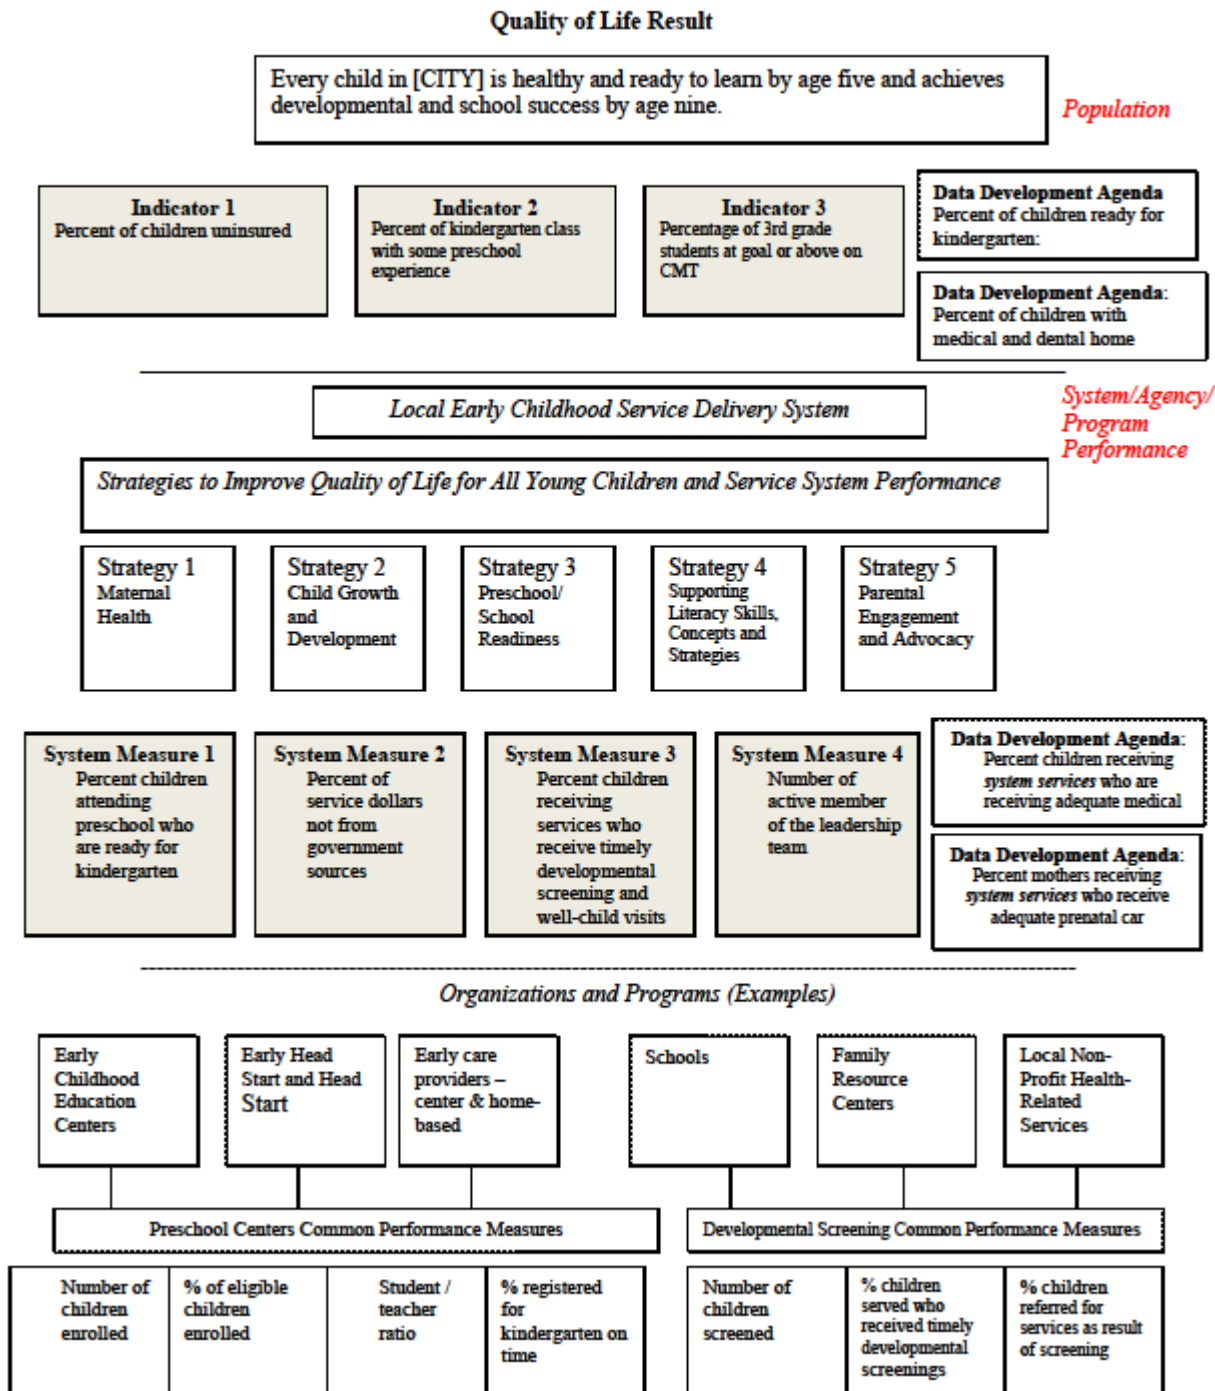 Quality of Life Result
Every child in [CITY] is healthy and ready to learn by age five and achieves
developmental and school success by age nine.
Population
Indicator 1
Percent of children uninsured
Indicator 2
Percent of kindergarten class
with some preschool
experience
Indicator 3
Percentage of 3rd grade
students at goal or above on
CMT
Data Development Agenda
Percent of children ready for
kindergarten:
Data Development Agenda:
Percent of children with
medical and dental home
Local Early Childhood Service Delivery System
System/Agency/
Program
Performance
Strategies to Improve Quality of Life for All Young Children and Service System Performance
Strategy 1
Maternal
Health
Strategy 2
Child Growth
and
Development
Strategy 3
Preschool/
School
Readiness
Strategy 4
Supporting
Literacy Skills,
Concepts and
Strategies
Strategy 5
Parental
Engagement
and Advocacy
System Measure 1
Percent children
attending
preschool who
are ready for
kindergarten
System Measure 2
Percent of
service dollars
not from
government
sources
System Measure 3
Percent children
receiving
services who
receive timely
developmental
screening and
well-child visits
System Measure 4
Number of
active member
of the leadership
team
Data Development Agenda:
Percent children receiving
system services who are
receiving adequate medical
Data Development Agenda:
Percent mothers receiving
system services who receive
adequate prenatal car
Organizations and Programs (Examples)
Early
Childhood
Education
Centers
Early Head
Start and Head
Start
Early care
providers –
center & home-
based
Schools
Family
Resource
Centers
Local Non-
Profit Health-
Related
Services
Preschool Centers Common Performance Measures
Developmental Screening Common Performance Measures
Number of
children
enrolled
% of eligible
children
enrolled
Student /
teacher
ratio
% registered
for
kindergarten on
time
Number of
children
screened
% children
served who
received timely
developmental
screenings
% children
referred for
services as result
of screening